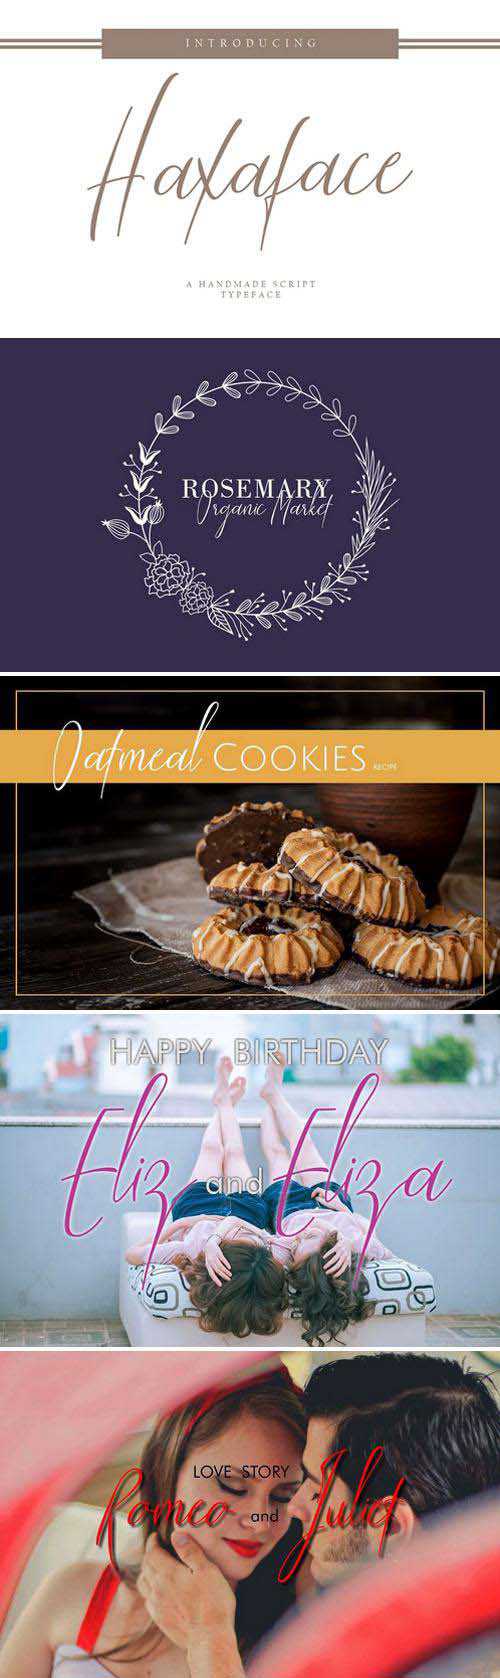 INTRODUCING
Haxaface
A HANDMADE SCRIPT
TYPEFACE
ROSEMARY
Organic Market
Oatmeal COOKIES RECIPE
HAPPY BIRTHDAY
Eliz and Eliza
LOVE STORY
Romeo and Juliet